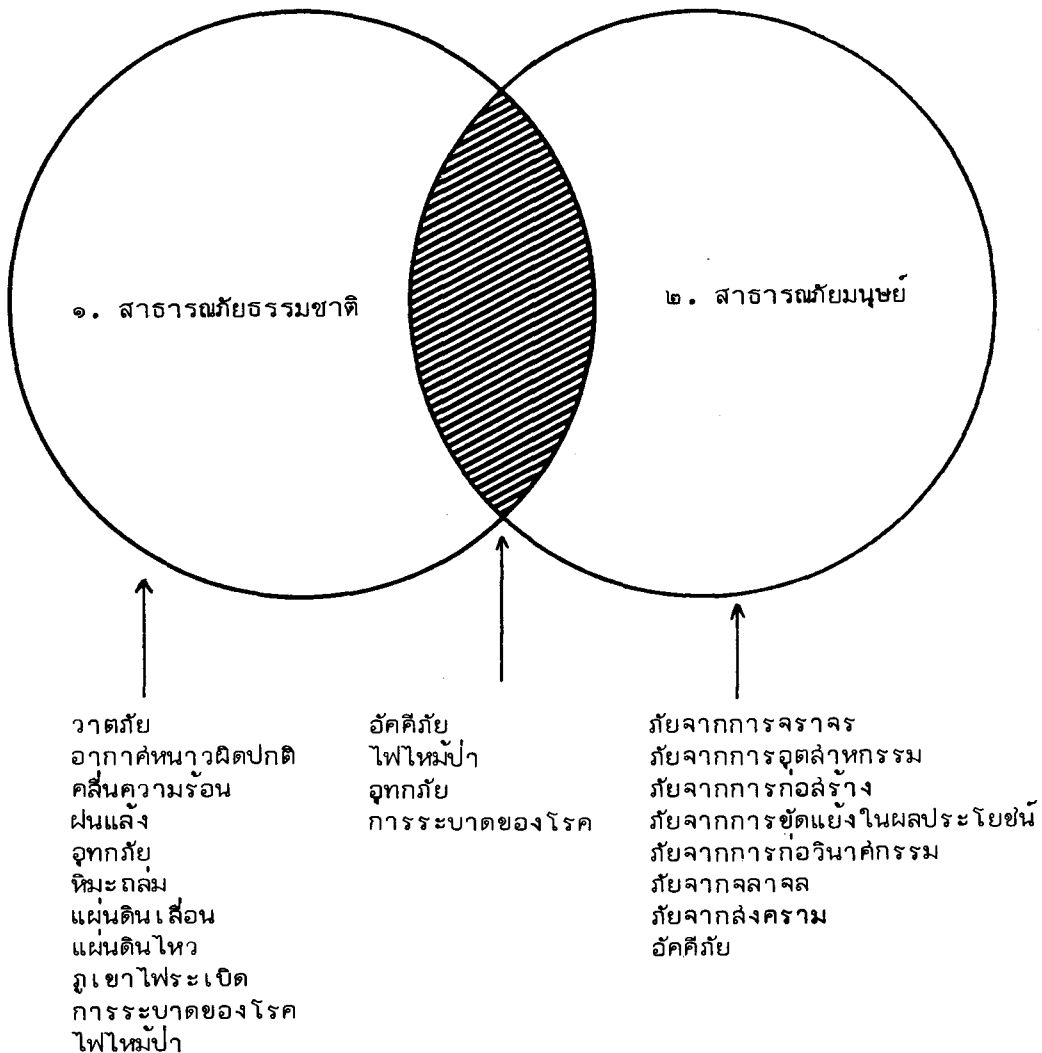 ๑. สาธารณภัยธรรมชาติ
๒. สาธารณภัยมนุษย์
วาตภัย
อากาศหนาวผิดปกติ
คลื่นความร้อน
ฝนแล้ง
อุทกภัย
หิมะถล่ม
แผ่นดินเลื่อน
แผ่นดินไหว
ภูเขาไฟระเบิด
การระบาดของโรค
ไฟไหม้ป่า
อัคคีภัย
ไฟไหม้ป่า
อุทกภัย
การระบาดของโรค
ภัยจากการจราจร
ภัยจากการอุตสาหกรรม
ภัยจากการก่อสร้าง
ภัยจากการขัดแย้งในผลประโยชน์
ภัยจากการก่อวินาศกรรม
ภัยจากจลาจล
ภัยจากสงคราม
อัคคีภัย